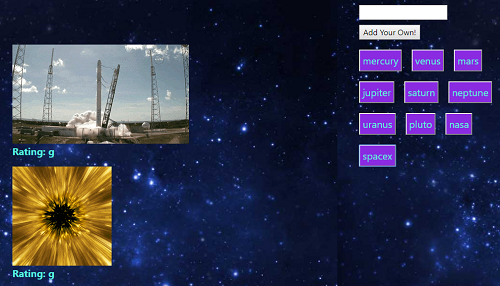 Add Your Own!
mercury venus mars
jupiter saturn neptune
uranus pluto nasa
spacex
Rating: g
Rating: g